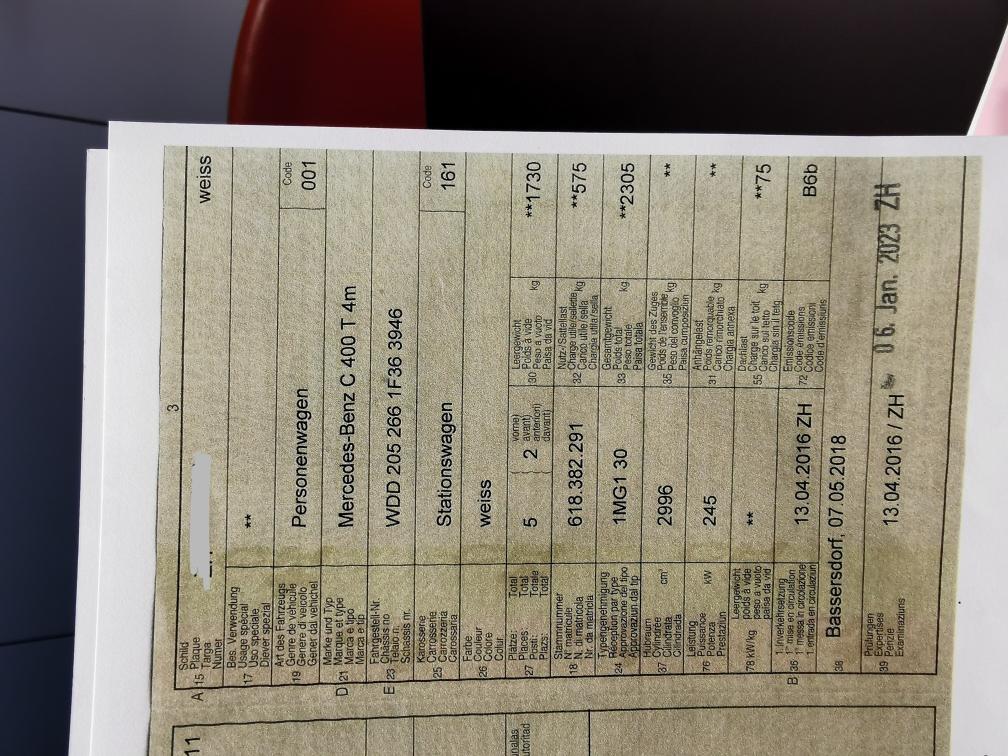 3
A 15 Schild
Plaque
Targa
Numer
weiss
17 Bes. Verwendung
Usage spécial
Uso speciale
Diever spezial
**
19 Art des Fahrzeugs
Genre de véhicule
Genere di veicolo
Gener dal vehichel
Personenwagen
Code
001
D 21 Marke und Typ
Marque et type
Marca e tipo
Marca e tip
Mercedes-Benz C 400 T 4m
E 23 Fahrgestell-Nr.
Châssis no
Telaio n.
Schassis nr.
WDD 205 266 1F36 3946
25 Karosserie
Carrosserie
Carrozzeria
Carossaria
Stationswagen
Code
161
26 Farbe
Couleur
Colore
Colur
weiss
27 Plätze: Total
Places Total
Posti: Totale
Plazs: Total
5
2
vorne)
avant)
anteriori)
davant)
30 Leergewicht
Poids à vide
Peso a vuoto
Paisa da vid
kg
**1730
18 Stammnummer
N° matricule
N. di matricola
Nr. da matricla
618.382.291
32 Nutz-/Sattellast
Charge utile/sellette
Carico utile / sella
Chargia utila/sella
kg
**575
24 Typengenehmigung
Réception par type
Approvazione del tipo
Approvaziun dal tip
1MG1 30
33 Gesamtgewicht
Poids total
Peso totale
Paisa totala
kg
**2305
37 Hubraum
Cylindrée
Cilindrata
Cilindrada
cm³
2996
35 Gewicht des Zuges
Poids de l'ensemble
Peso del convoglio
Paisa cumposiziun
kg
**
76 Leistung
Puissance
Potenza
Prestaziun
kW
245
31 Anhängelast
Poids remorquable
Carico rimorchiato
Chargia annexa
kg
**
78 kW/kg
Leergewicht
poids à vide
peso a vuoto
paisa da vid
**
55 Dachlast
Charge sur le toit
Carico sul tetto
Chargia sin il tetg
kg
**75
B 36 1. Inverkehrsetzung
1re mise en circulation
1a messa in circolazione
1. entrada en circulaziun
13.04.2016 ZH
72 Emissionscode
Code émissions
Codice emissioni
Code d'emissiuns
B6b
38
Bassersdorf, 07.05.2018
39 Prüfungen
Expertises
Perizie
Examinaziuns
13.04.2016 / ZH
06. Jan. 2023 ZH
11